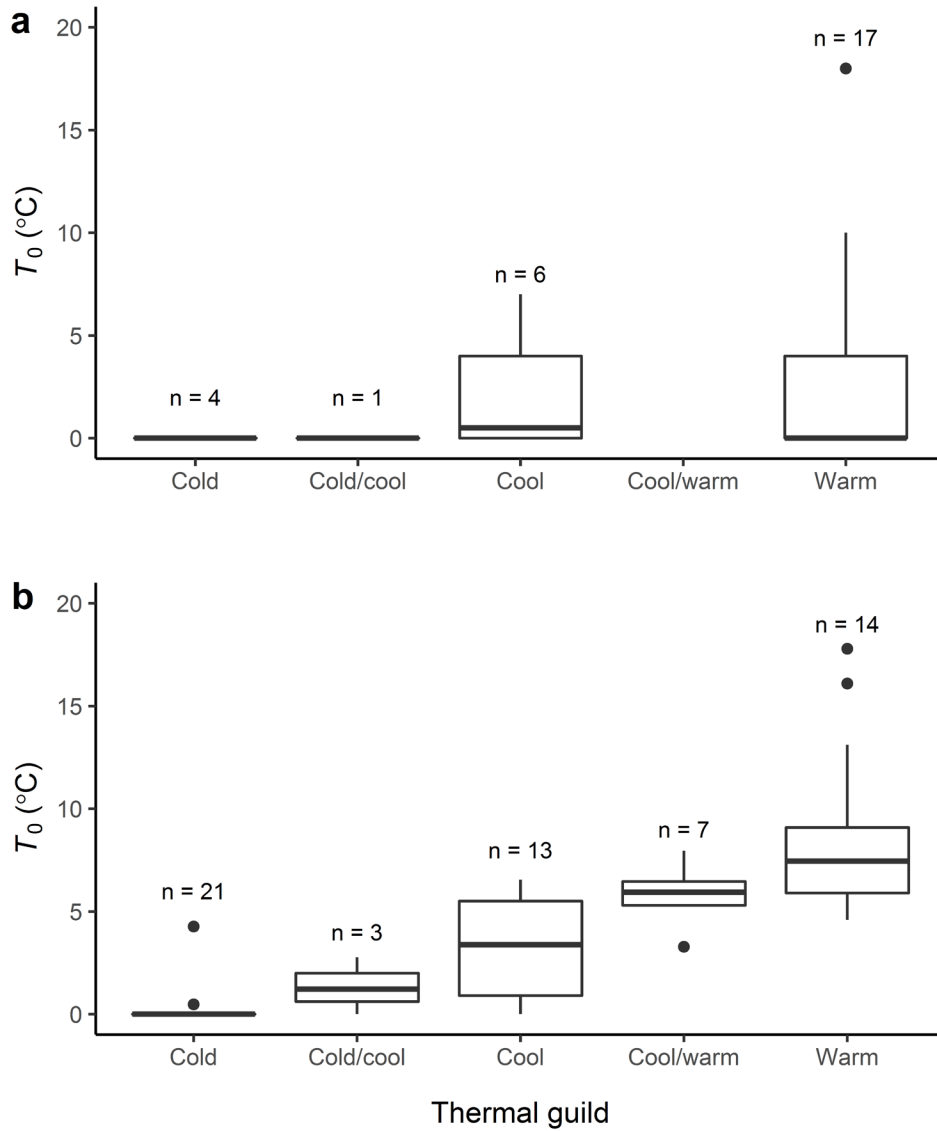 a
20
15
10
5
0
T0 (°C)
n = 4
n = 1
n = 6
n = 17
Cold
Cold/cool
Cool
Cool/warm
Warm
b
20
15
10
5
0
T0 (°C)
n = 21
n = 3
n = 13
n = 7
n = 14
Cold
Cold/cool
Cool
Cool/warm
Warm
Thermal guild